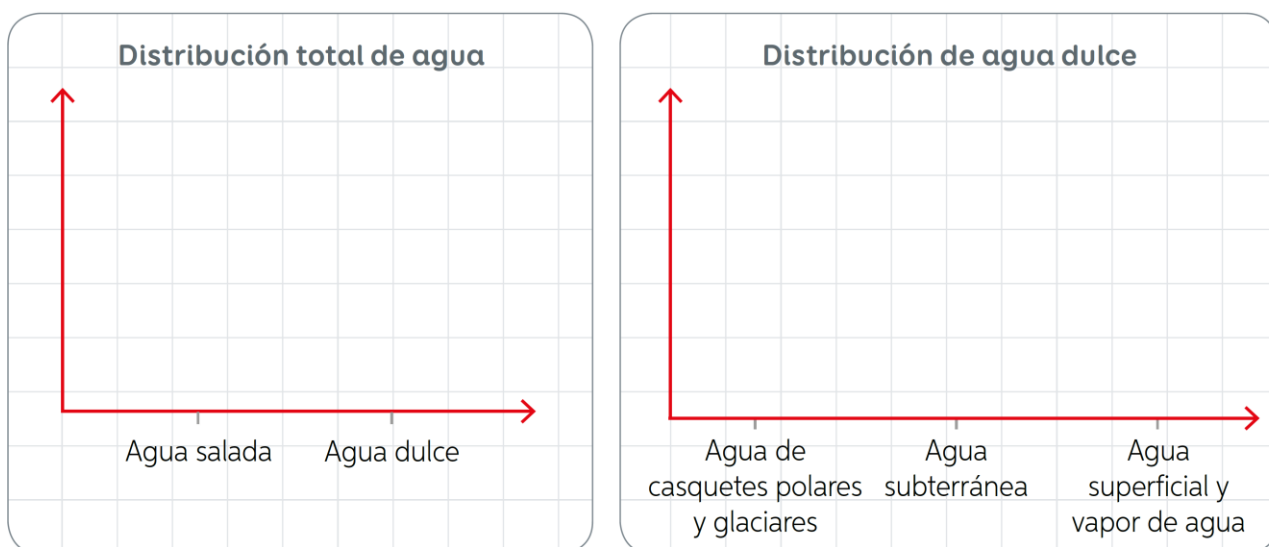 Distribución total de agua
Agua salada
Agua dulce
Distribución de agua dulce
Agua de
casquetes polares
y glaciares
Agua
subterránea
Agua
superficial y
vapor de agua